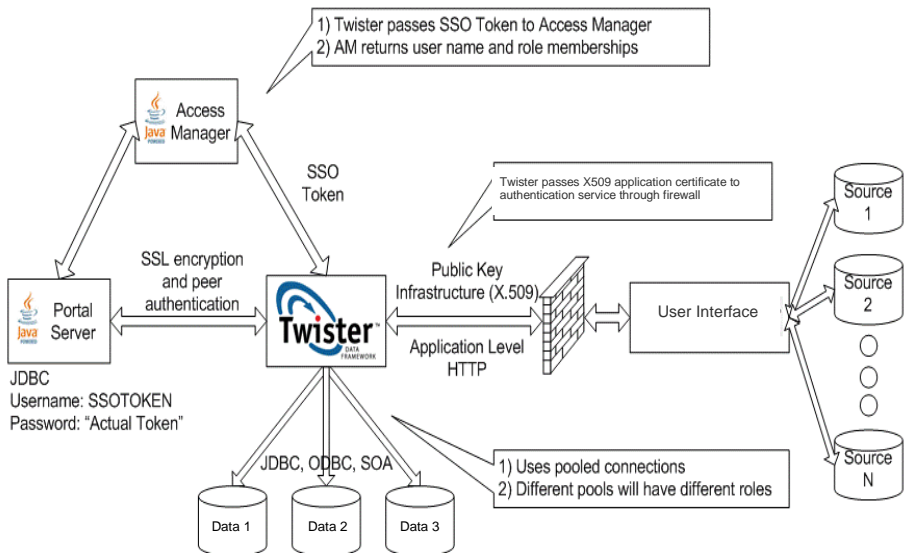 1) Twister passes SSO Token to Access Manager
2) AM returns user name and role memberships
Java
POWERED
Access
Manager
SSO
Token
Twister passes X509 application certificate to
authentication service through firewall
Source
1
SSL encryption
and peer
authentication
Public Key
Infrastructure (X.509)
Java
POWERED
Portal
Server
Twister™
DATA
FRAMEWORK
User Interface
Source
2
Application Level
HTTP
JDBC
Username: SSOTOKEN
Password: “Actual Token”
JDBC, ODBC, SOA
1) Uses pooled connections
2) Different pools will have different roles
Source
N
Data 1
Data 2
Data 3